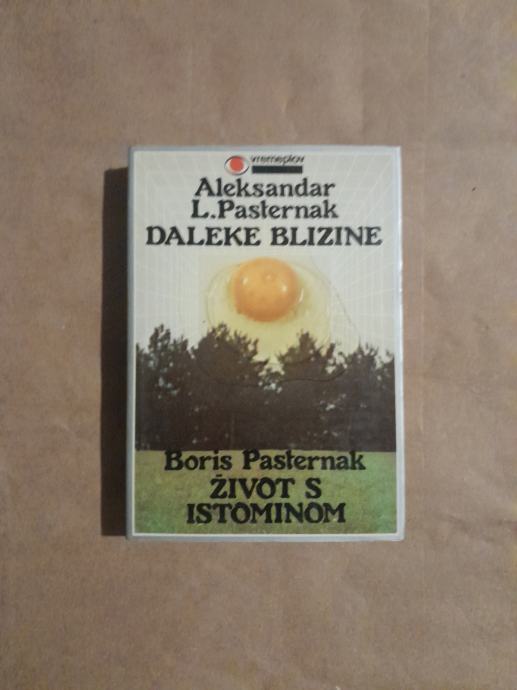 vremeplov
Aleksandar
L. Pasternak
DALEKE BLIZINE
Boris Pasternak
ŽIVOT S
ISTOMINOM